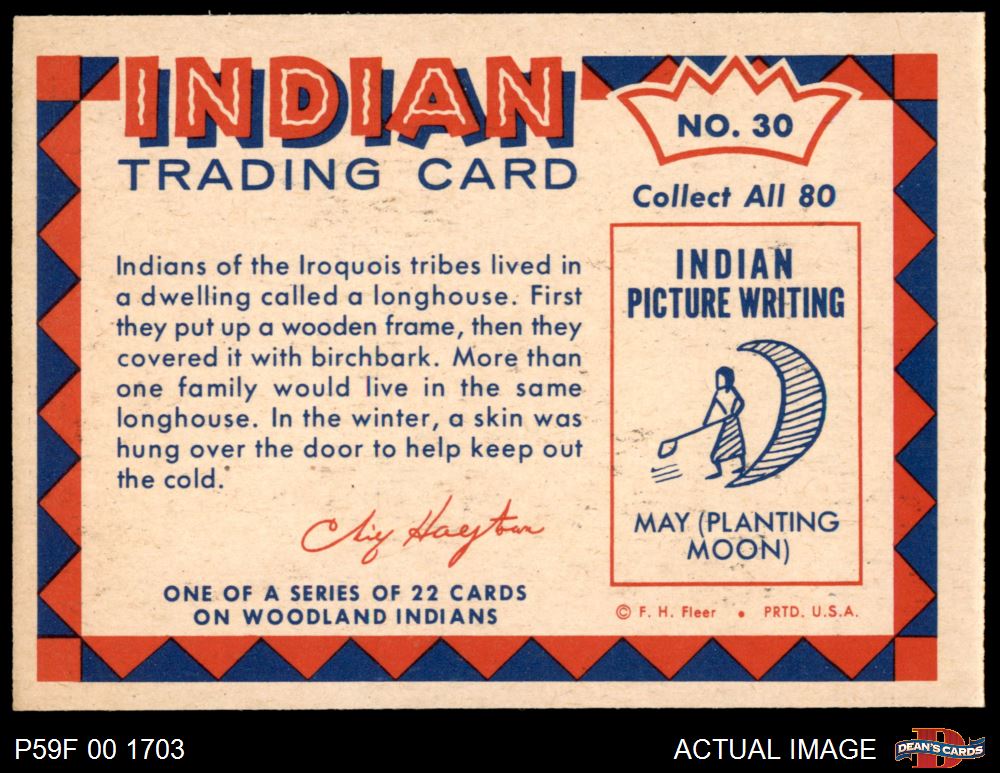 INDIAN
TRADING CARD
NO. 30
Collect All 80
Indians of the Iroquois tribes lived in
a dwelling called a longhouse. First
they put up a wooden frame, then they
covered it with birchbark. More than
one family would live in the same
longhouse. In the winter, a skin was
hung over the door to help keep out
the cold.
ONE OF A SERIES OF 22 CARDS
ON WOODLAND INDIANS
INDIAN
PICTURE WRITING
MAY (PLANTING
MOON)
© F. H. Fleer • PRTD. U.S.A.
P59F 00 1703
ACTUAL IMAGE
DEAN'S CARDS